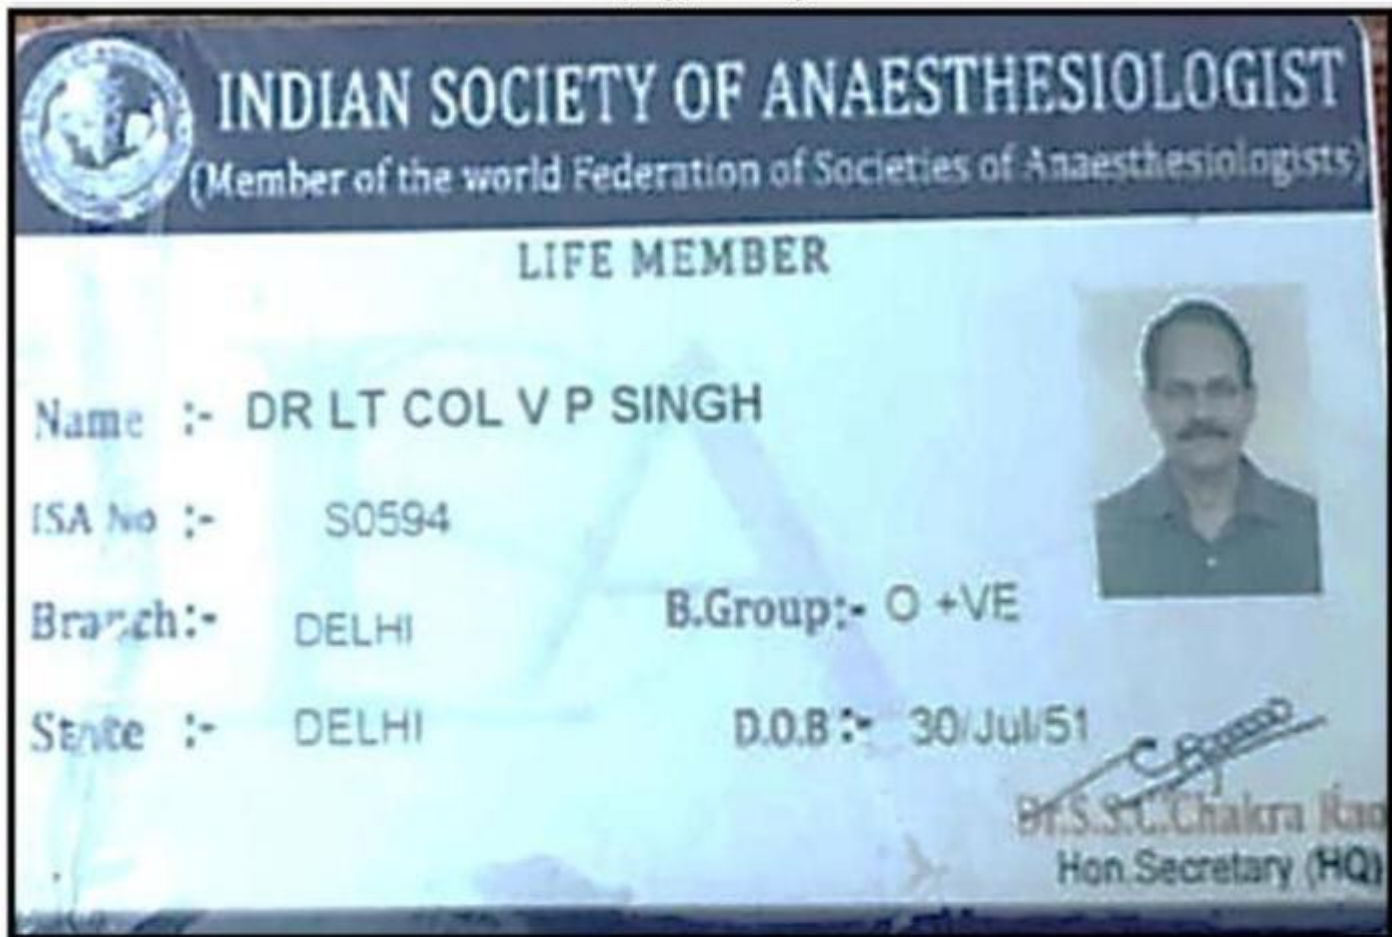 INDIAN SOCIETY OF ANAESTHESIOLOGIST
(Member of the world Federation of Societies of Anaesthesiologists)
LIFE MEMBER
Name :- DR LT COL V P SINGH
ISA No :- S0594
Branch:- DELHI
B.Group:- O +VE
State :- DELHI
D.O.B :- 30/Jul/51
Dr.S.S.C.Chakra Rao
Hon.Secretary (HQ)